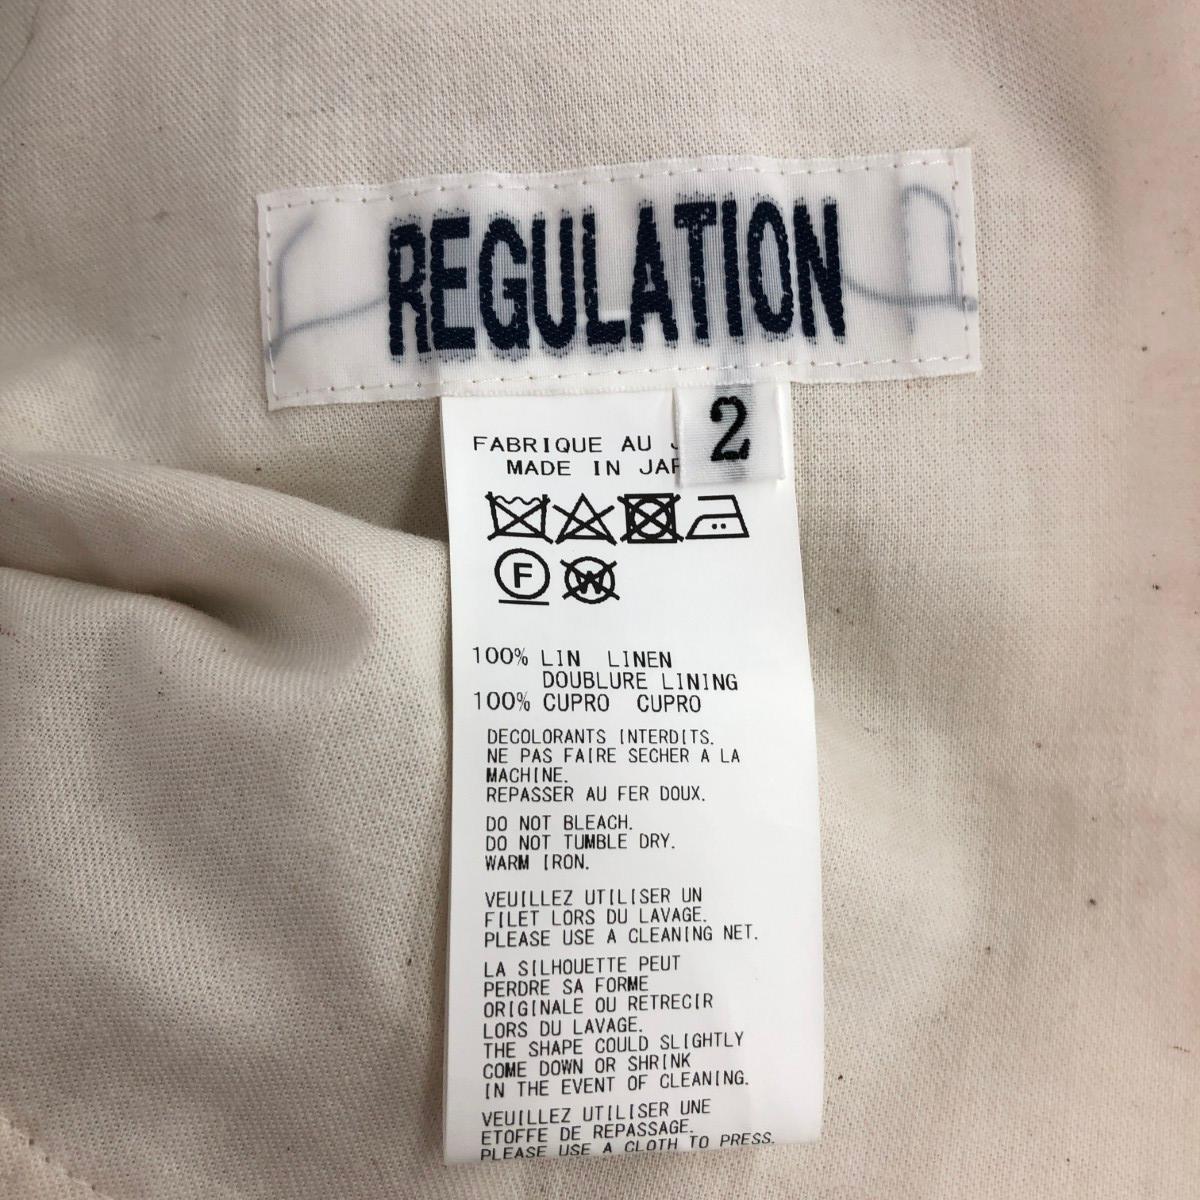 REGULATION
2
FABRIQUE AU
MADE IN
F
W
100% LIN LINEN
DOUBLURE LINING
100% CUPRO CUPRO
DECOLORANTS INTERDITS.
NE PAS FAIRE SECHER A LA
MACHINE.
REPASSER AU FER DOUX.
DO NOT BLEACH.
DO NOT TUMBLE DRY.
WARM IRON.
VEUILLEZ UTILISER UN
FILET LORS DU LAVAGE.
PLEASE USE A CLEANING NET.
LA SILHOUETTE PEUT
PERDRE SA FORME
ORIGINALE OU RETRECIR
LORS DU LAVAGE.
THE SHAPE COULD SLIGHTLY
COME DOWN OR SHRINK
IN THE EVENT OF CLEANING.
VEUILLEZ UTILISER UNE
ETOFFE DE REPASSAGE.
PLEASE USE A CLOTH TO PRESS.